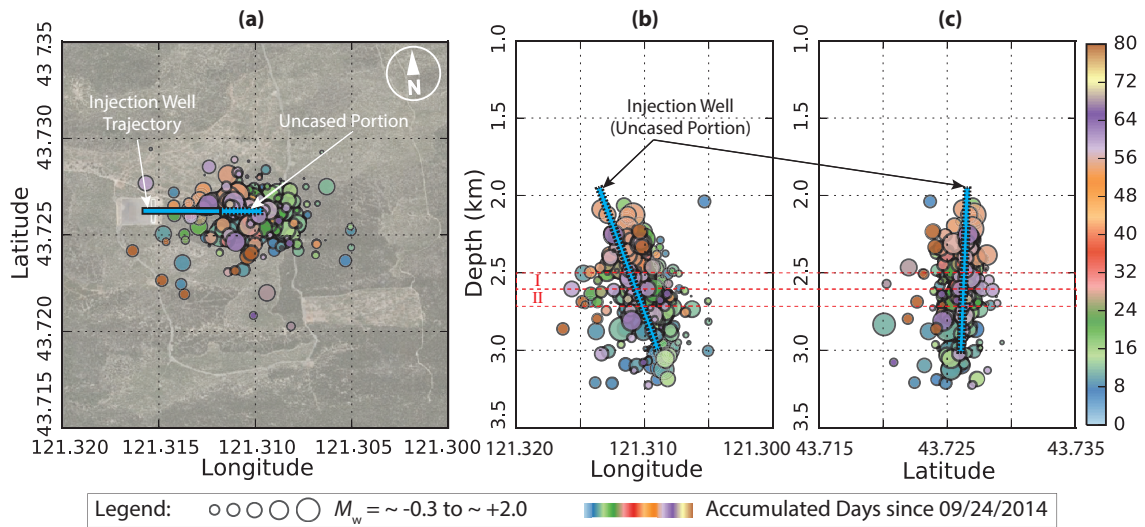 (a)
(b)
(c)
43.735
43.730
43.725
43.720
43.715
Latitude
Injection Well
Trajectory
Uncased Portion
N
121.320
121.315
121.310
121.305
121.300
Longitude
1.0
1.5
2.0
2.5
3.0
3.5
Depth (km)
Injection Well
(Uncased Portion)
I
II
121.320
121.310
121.300
Longitude
1.0
1.5
2.0
2.5
3.0
3.5
43.715
43.725
43.735
Latitude
80
72
64
56
48
40
32
24
16
8
0
Legend:
Mw = ~ -0.3 to ~ +2.0
Accumulated Days since 09/24/2014